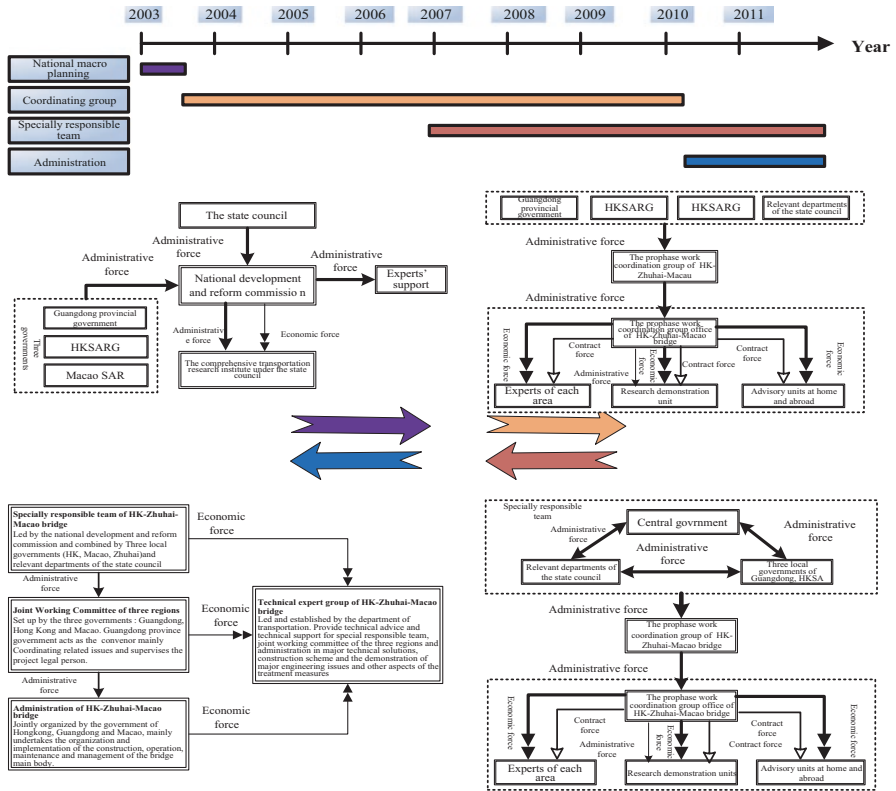 2003 2004 2005 2006 2007 2008 2009 2010 2011
Year
National macro
planning
Coordinating group
Specially responsible
team
Administration
The state council
Administrative
force
Administrative
force
Administrative
force
National development
and reform commissio n
Experts'
support
Three
governments
Guangdong provincial
government
HKSARG
Macao SAR
Administrativ
e force
Economic force
The comprehensive transportation
research institute under the state
council
Guangdong
provincial
government
HKSARG
HKSARG
Relevant departments
of the state council
Administrative force
The prophase work
coordination group of HK-
Zhuhai-Macau
Administrative force
The prophase work
coordination group office
of HK-Zhuhai-Macao
bridge
Economic force
Contract
force
Administrative
force
Economic
force
Contract force
Contract
force
Economic
force
Experts of each
area
Research demonstration
unit
Advisory units at home
and abroad
Specially responsible team of HK-Zhuhai-
Macao bridge
Led by the national development and reform
commission and combined by Three local
governments (HK, Macao, Zhuhai)and
relevant departments of the state council
Economic
force
Administrative
force
Joint Working Committee of three regions
Set up by the three governments : Guangdong,
Hong Kong and Macao. Guangdong province
government acts as the convenor mainly
Coordinating related issues and supervises the
project legal person.
Economic
force
Administrative
force
Administration of HK-Zhuhai-Macao
bridge
Jointly organized by the government of
Hongkong, Guangdong and Macao, mainly
undertakes the organization and
implementation of the construction, operation,
maintenance and management of the bridge
main body.
Economic
force
Technical expert group of HK-Zhuhai-Macao
bridge
Led and established by the department of
transportation. Provide technical advice and
technical support for special responsible team,
joint working committee of the three regions and
administration in major technical solutions,
construction scheme and the demonstration of
major engineering issues and other aspects of the
treatment measures
Specially responsible
team
Administrative
force
Central govrnment
Administrative
force
Administrative
force
Relevant departments of
the state council
Three local
governments of
Guangdong, HKSA
Administrative force
The prophase work
coordination group of HK-
Zhuhai-Macao bridge
Administrative force
The prophase work
coordination group office of
HK-Zhuhai-Macao bridge
Economic
force
Contract force
Administrative
force
Economic
force
Contract force
Contract
force
Economic
force
Experts of each area
Research demonstration units
Advisory units at home and
abroad